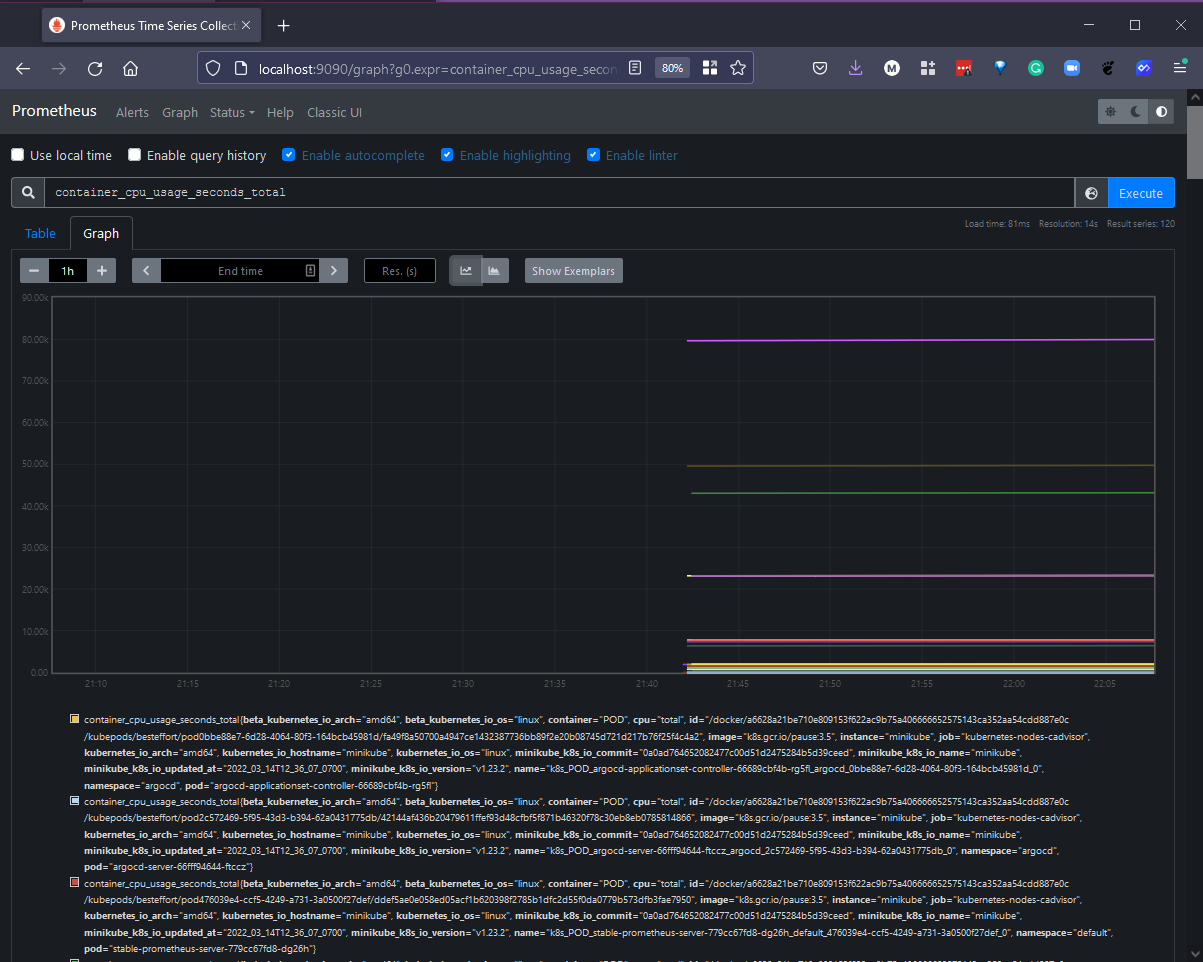 Prometheus Time Series Collect
localhost:9090/graph?g0.expr=container_cpu_usage_secon
80%
Prometheus Alerts Graph Status Help Classic UI
Use local time Enable query history Enable autocomplete Enable highlighting Enable linter
container_cpu_usage_seconds_total
Execute
Load time: 81ms Resolution: 14s Result series: 120
Table Graph
1h End time Res. (s) Show Exemplars
90.00k
80.00k
70.00k
60.00k
50.00k
40.00k
30.00k
20.00k
10.00k
0.00
21:10 21:15 21:20 21:25 21:30 21:35 21:40 21:45 21:50 21:55 22:00 22:05
container_cpu_usage_seconds_total{beta_kubernetes_io_arch="amd64", beta_kubernetes_io_os="linux", container="POD", cpu="total", id="/docker/a6628a21be710e809153f622ac9b75a406666652575143ca352aa54cdd887e0c
/kubepods/besteffort/pod0bbe88e7-6d28-4064-80f3-164bcb45981d/fa49f8a50700a4947ce1432387736bb89f2e20b08745d721d217b76f25f4c4a2", image="k8s.gcr.io/pause:3.5", instance="minikube", job="kubernetes-nodes-cadvisor",
kubernetes_io_arch="amd64", kubernetes_io_hostname="minikube", kubernetes_io_os="linux", minikube_k8s_io_commit="0a0ad764652082477c00d51d2475284b5d39ceed", minikube_k8s_io_name="minikube",
minikube_k8s_io_updated_at="2022_03_14T12_36_07_0700", minikube_k8s_io_version="v1.23.2", name="k8s_POD_argocd-applicationset-controller-66689cbf4b-rg5fl_argocd_0bbe88e7-6d28-4064-80f3-164bcb45981d_0",
namespace="argocd", pod="argocd-applicationset-controller-66689cbf4b-rg5fl"}
container_cpu_usage_seconds_total{beta_kubernetes_io_arch="amd64", beta_kubernetes_io_os="linux", container="POD", cpu="total", id="/docker/a6628a21be710e809153f622ac9b75a406666652575143ca352aa54cdd887e0c
/kubepods/besteffort/pod2c572469-5f95-43d3-b394-62a0431775db/42144af436b20479611ffef93d48cfbf5f871b46320f78c30eb8eb0785814866", image="k8s.gcr.io/pause:3.5", instance="minikube", job="kubernetes-nodes-cadvisor",
kubernetes_io_arch="amd64", kubernetes_io_hostname="minikube", kubernetes_io_os="linux", minikube_k8s_io_commit="0a0ad764652082477c00d51d2475284b5d39ceed", minikube_k8s_io_name="minikube",
minikube_k8s_io_updated_at="2022_03_14T12_36_07_0700", minikube_k8s_io_version="v1.23.2", name="k8s_POD_argocd-server-66fff94644-ftccz_argocd_2c572469-5f95-43d3-b394-62a0431775db_0", namespace="argocd",
pod="argocd-server-66fff94644-ftccz"}
container_cpu_usage_seconds_total{beta_kubernetes_io_arch="amd64", beta_kubernetes_io_os="linux", container="POD", cpu="total", id="/docker/a6628a21be710e809153f622ac9b75a406666652575143ca352aa54cdd887e0c
/kubepods/besteffort/pod476039e4-ccf5-4249-a731-3a0500f27def/ddef5ae0e058ed05acf1b620398f2785b1dfc2d55f0da0779b573dfb3fae7950", image="k8s.gcr.io/pause:3.5", instance="minikube", job="kubernetes-nodes-cadvisor",
kubernetes_io_arch="amd64", kubernetes_io_hostname="minikube", kubernetes_io_os="linux", minikube_k8s_io_commit="0a0ad764652082477c00d51d2475284b5d39ceed", minikube_k8s_io_name="minikube",
minikube_k8s_io_updated_at="2022_03_14T12_36_07_0700", minikube_k8s_io_version="v1.23.2", name="k8s_POD_stable-prometheus-server-779cc67fd8-dg26h_default_476039e4-ccf5-4249-a731-3a0500f27def_0", namespace="default",
pod="stable-prometheus-server-779cc67fd8-dg26h"}